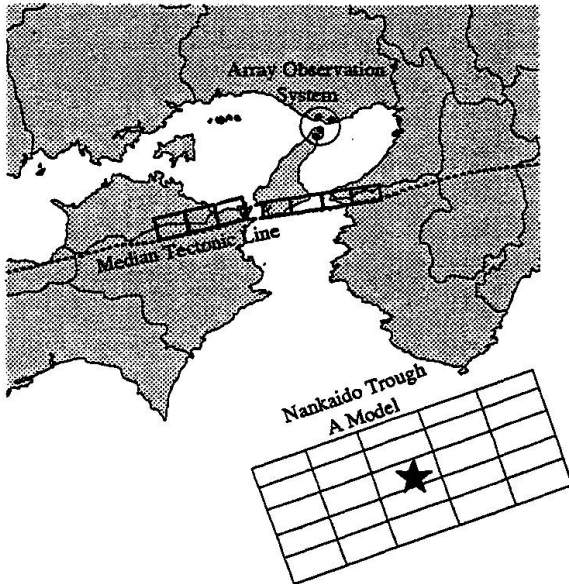 Array Observation
System
Median Tectonic Line
Nankaido Trough
A Model